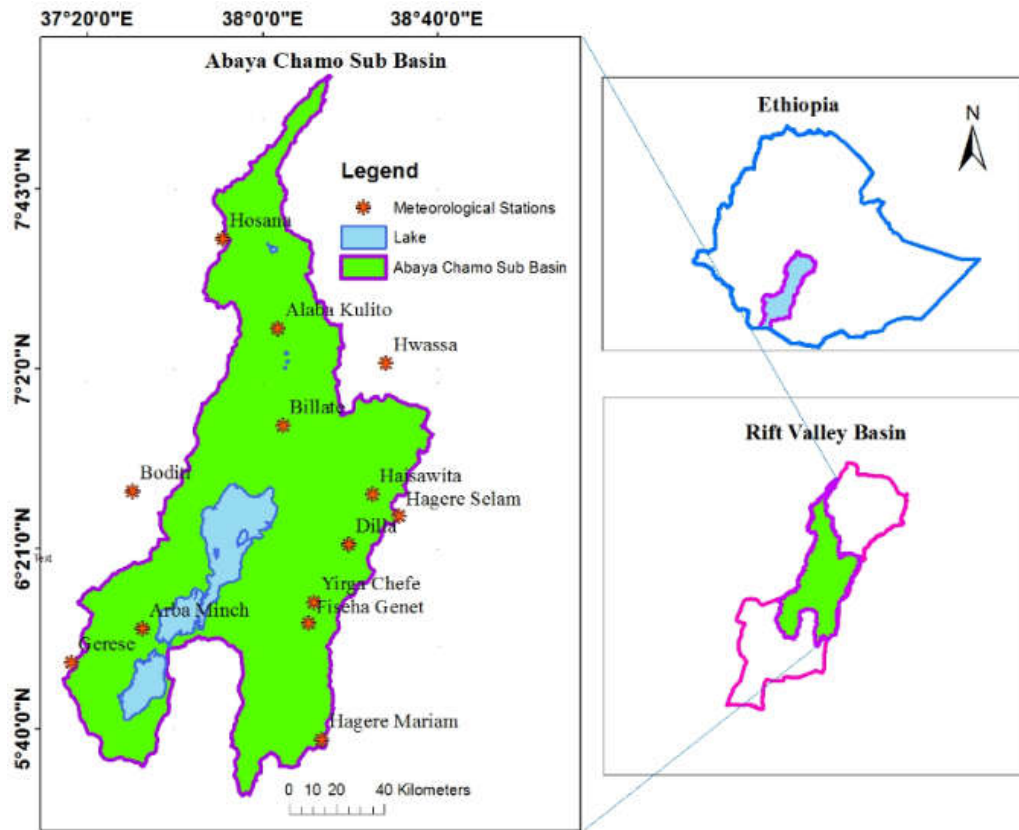 37°20'0"E
38°0'0"E
38°40'0"E
Abaya Chamo Sub Basin
7°43'0"N
7°2'0"N
6°21'0"N
5°40'0"N
Legend
Meteorological Stations
Lake
Abaya Chamo Sub Basin
Hosana
Alaba Kulito
Hwassa
Billate
Boditi
Haisawita
Hagere Selam
Dilla
Text
Yirga Chefe
Fiseha Genet
Arba Minch
Gerese
Hagere Mariam
0 10 20 40 Kilometers
Ethiopia
N
Rift Valley Basin